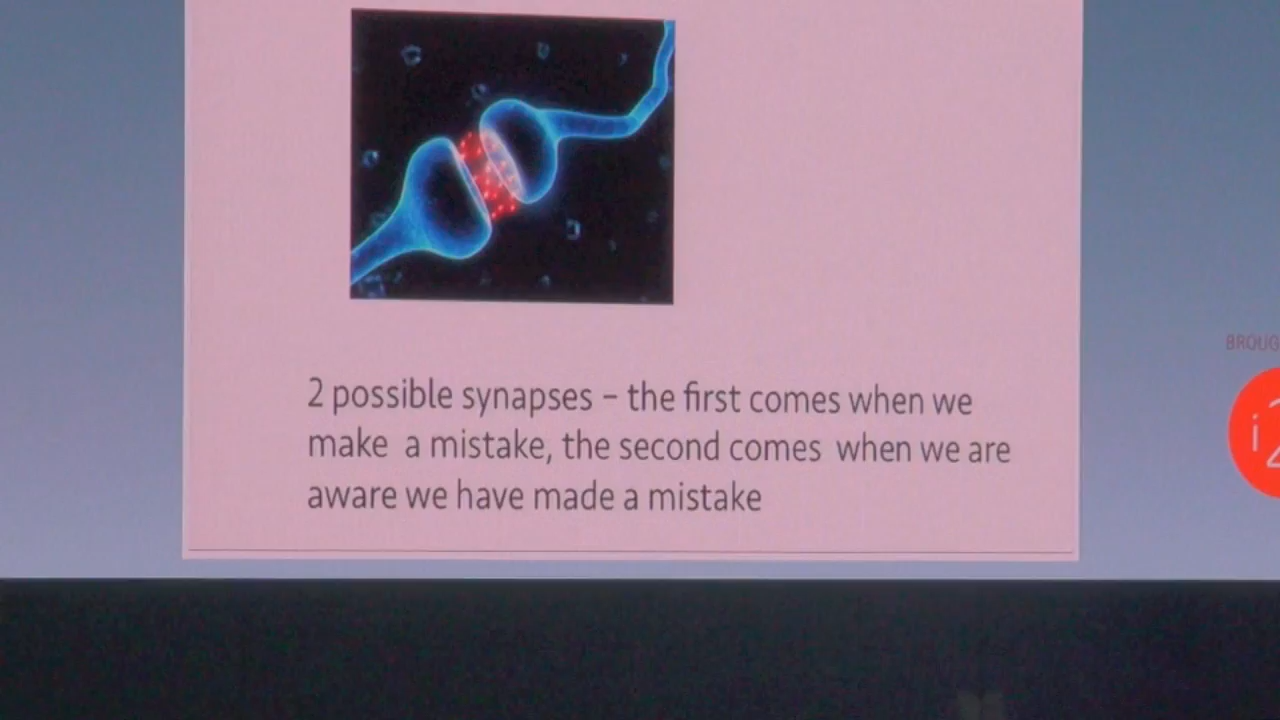 2 possible synapses – the first comes when we
make a mistake, the second comes when we are
aware we have made a mistake